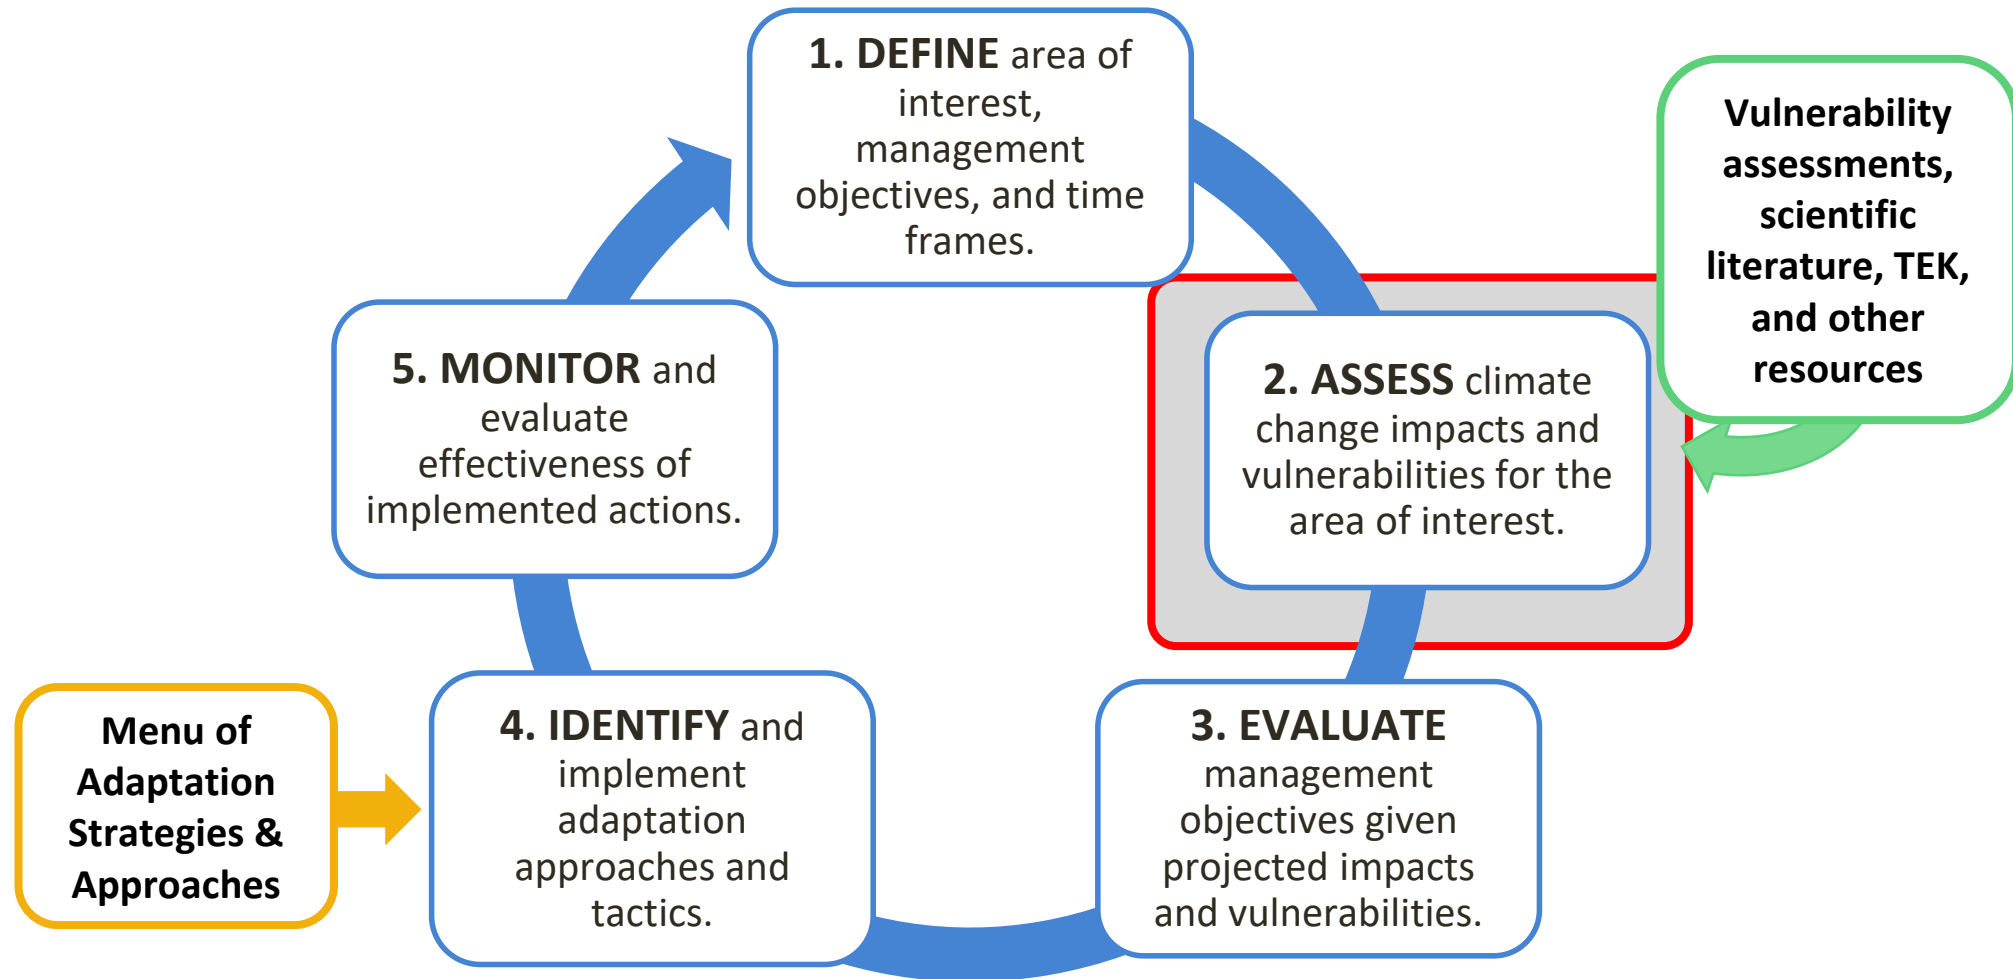 1. DEFINE area of
interest,
management
objectives, and time
frames.
Vulnerability
assessments,
scientific
literature, TEK,
and other
resources
2. ASSESS climate
change impacts and
vulnerabilities for the
area of interest.
3. EVALUATE
management
objectives given
projected impacts
and vulnerabilities.
4. IDENTIFY and
implement
adaptation
approaches and
tactics.
Menu of
Adaptation
Strategies &
Approaches
5. MONITOR and
evaluate
effectiveness of
implemented actions.